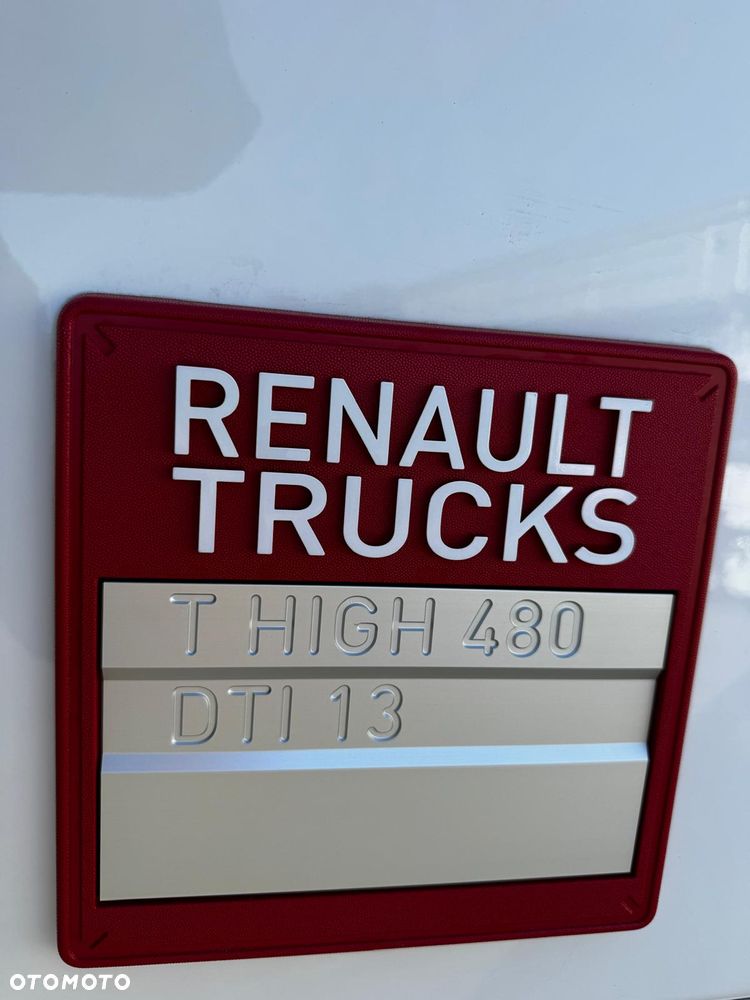 RENAULT
TRUCKS
T HIGH 480
DTI 13
OTOMOTO